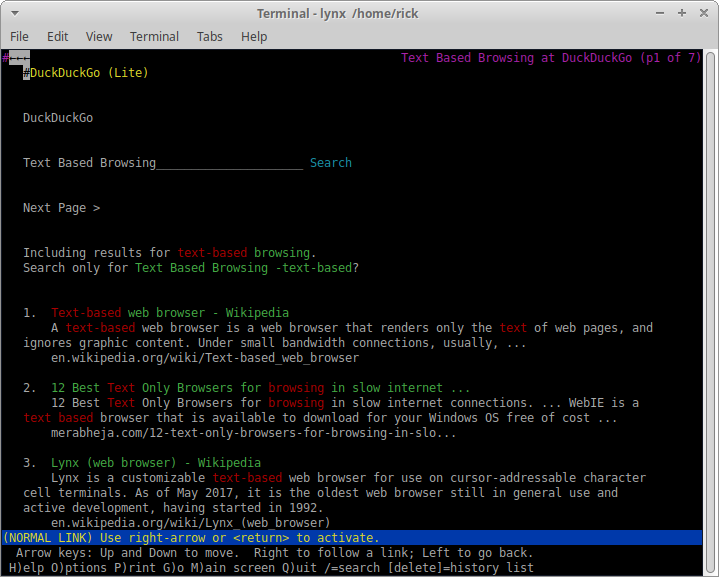 Terminal - lynx /home/rick
File Edit View Terminal Tabs Help
#←←← Text Based Browsing at DuckDuckGo (p1 of 7)
#DuckDuckGo (Lite)
DuckDuckGo
Text Based Browsing_____________________ Search
Next Page >
Including results for text-based browsing.
Search only for Text Based Browsing -text-based?
1. Text-based web browser - Wikipedia
A text-based web browser is a web browser that renders only the text of web pages, and
ignores graphic content. Under small bandwidth connections, usually, ...
en.wikipedia.org/wiki/Text-based_web_browser
2. 12 Best Text Only Browsers for browsing in slow internet ...
12 Best Text Only Browsers for browsing in slow internet connections. ... WebIE is a
text based browser that is available to download for your Windows OS free of cost ...
merabheja.com/12-text-only-browsers-for-browsing-in-slo...
3. Lynx (web browser) - Wikipedia
Lynx is a customizable text-based web browser for use on cursor-addressable character
cell terminals. As of May 2017, it is the oldest web browser still in general use and
active development, having started in 1992.
en.wikipedia.org/wiki/Lynx_(web_browser)
(NORMAL LINK) Use right-arrow or <return> to activate.
Arrow keys: Up and Down to move. Right to follow a link; Left to go back.
H)elp O)ptions P)rint G)o M)ain screen Q)uit /=search [delete]=history list